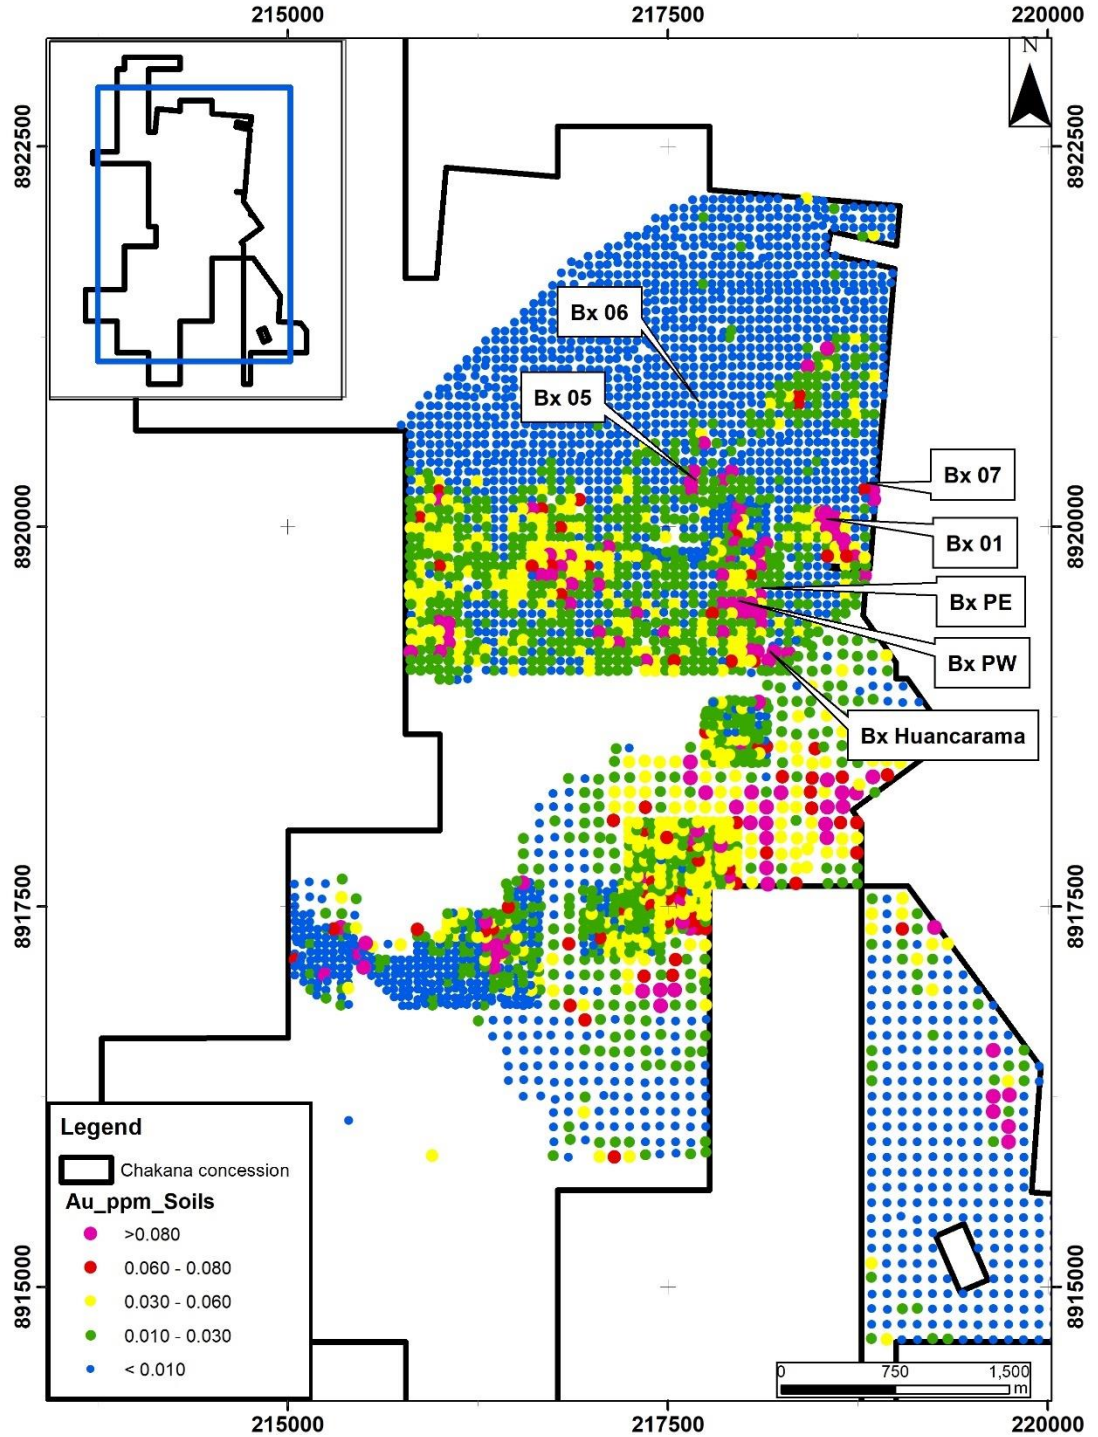 215000
217500
220000
N
8922500
8922500
Bx 06
Bx 05
Bx 07
8920000
8920000
Bx 01
Bx PE
Bx PW
Bx Huancarama
8917500
8917500
Legend
Chakana concession
Au_ppm_Soils
>0.080
0.060 - 0.080
0.030 - 0.060
0.010 - 0.030
< 0.010
8915000
8915000
0 750 1,500
m
215000
217500
220000